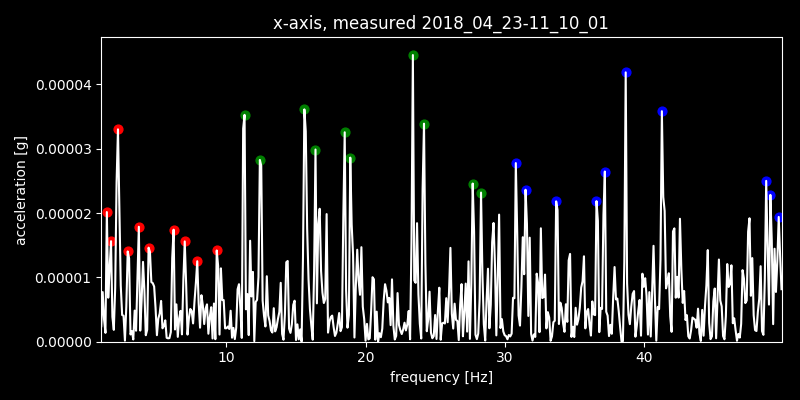 x-axis, measured 2018_04_23-11_10_01
acceleration [g]
0.00004
0.00003
0.00002
0.00001
0.00000
10 20 30 40
frequency [Hz]